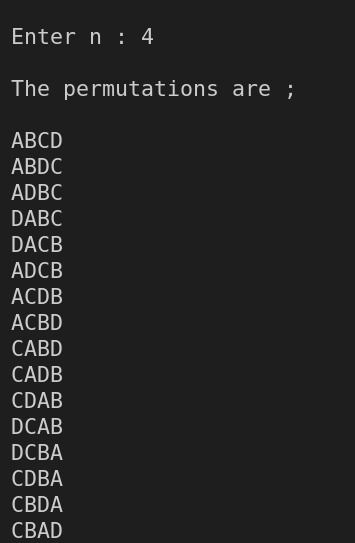 Enter n : 4
The permutations are ;
ABCD
ABDC
ADBC
DABC
DACB
ADCB
ACDB
ACBD
CABD
CADB
CDAB
DCAB
DCBA
CDBA
CBDA
CBAD